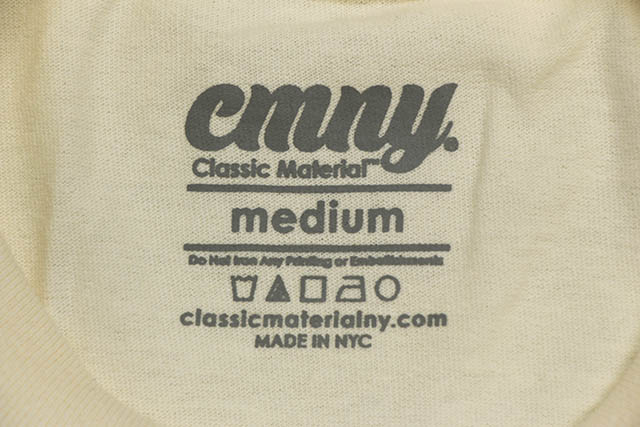 cmny.
Classic Material™
medium
Do Not Iron Any Printing or Embellishments
classicmaterialny.com
MADE IN NYC